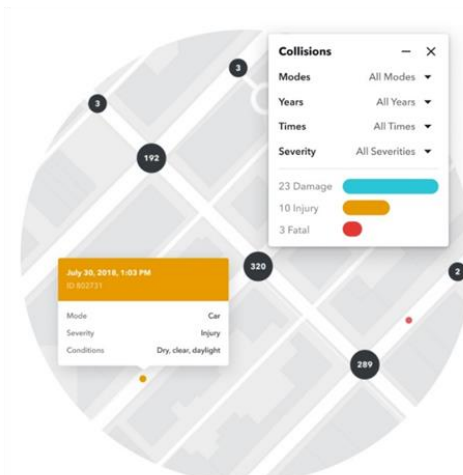 Collisions
Modes All Modes
Years All Years
Times All Times
Severity All Severities
23 Damage
10 Injury
3 Fatal
3
3
192
320
2
289
July 30, 2018, 1:03 PM
ID 802731
Mode Car
Severity Injury
Conditions Dry, clear, daylight